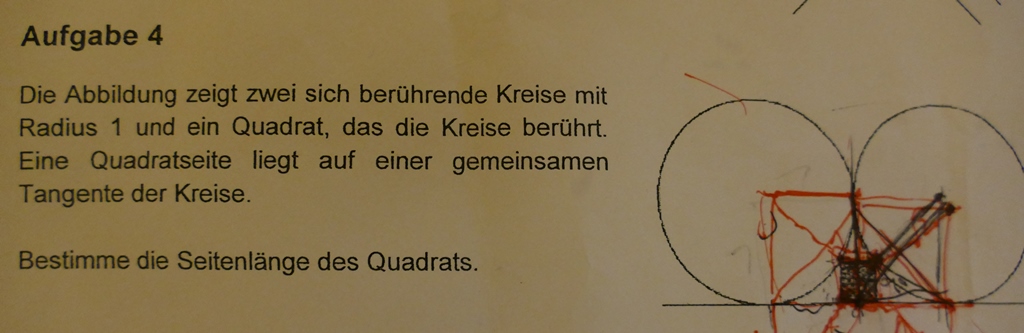 Aufgabe 4
Die Abbildung zeigt zwei sich berührende Kreise mit
Radius 1 und ein Quadrat, das die Kreise berührt.
Eine Quadratseite liegt auf einer gemeinsamen
Tangente der Kreise.
Bestimme die Seitenlänge des Quadrats.